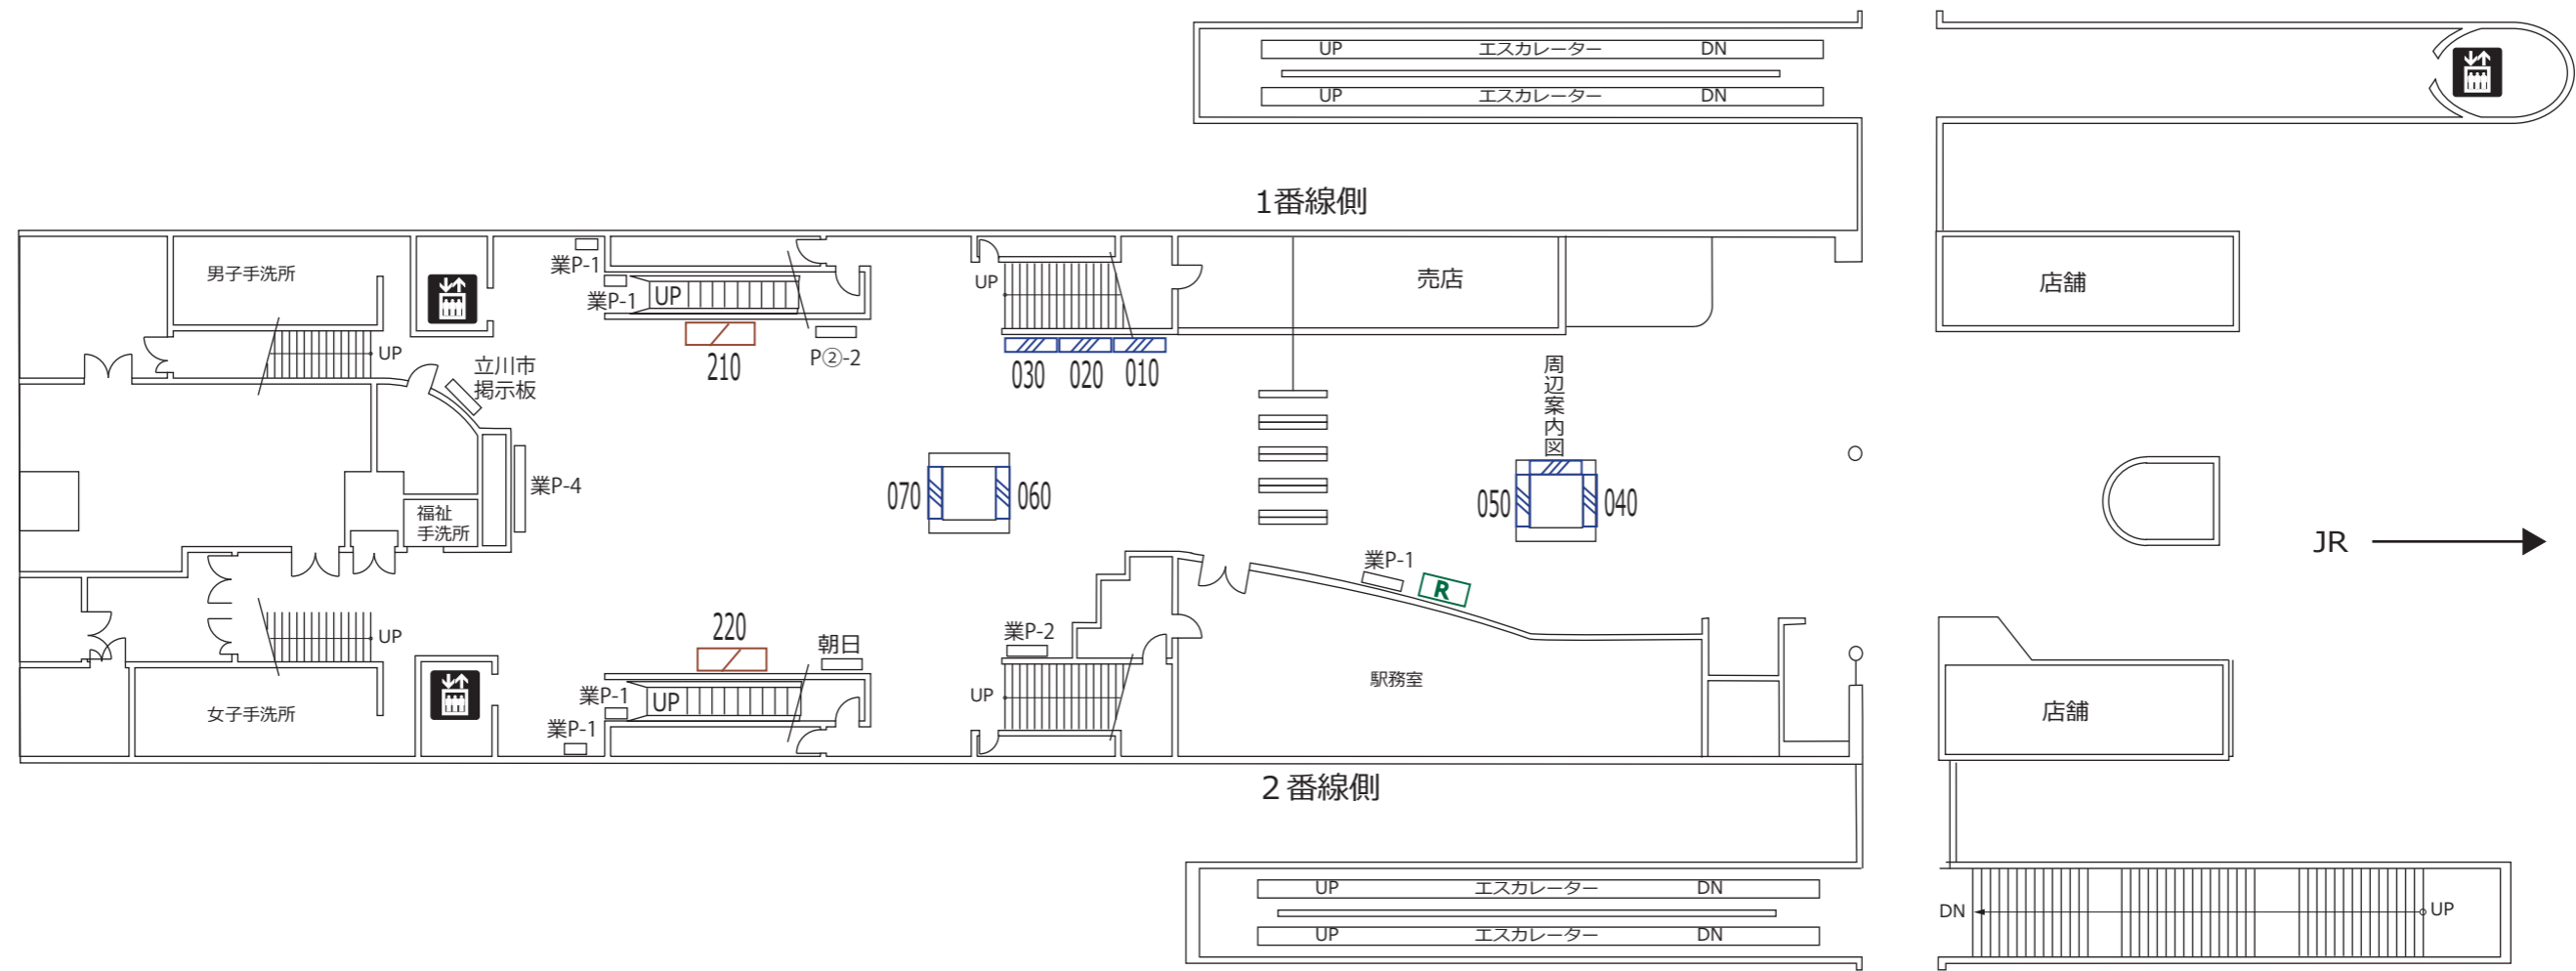 UP エスカレーター DN
UP エスカレーター DN
1番線側
男子手洗所
業P-1
業P-1
UP
UP
売店
店舗
UP
立川市
掲示板
210
P②-2
030
020
010
周辺案内図
業P-4
070
060
050
040
福祉
手洗所
JR
業P-1
R
UP
220
朝日
業P-2
駅務室
女子手洗所
業P-1
UP
業P-1
UP
店舗
2番線側
UP エスカレーター DN
UP エスカレーター DN
DN
UP